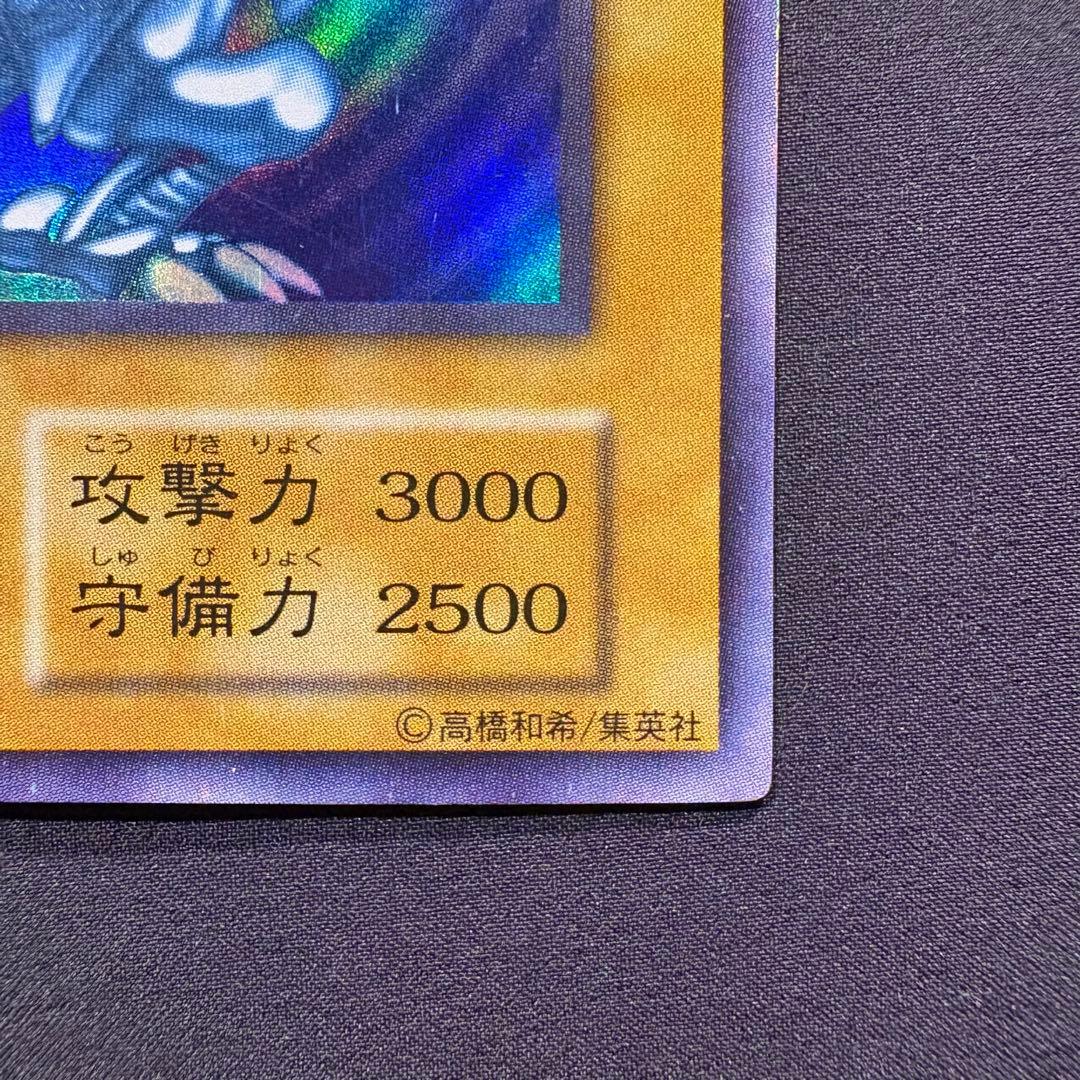 こう げき りょく
攻撃力 3000
しゅ び りょく
守備力 2500
©高橋和希/集英社